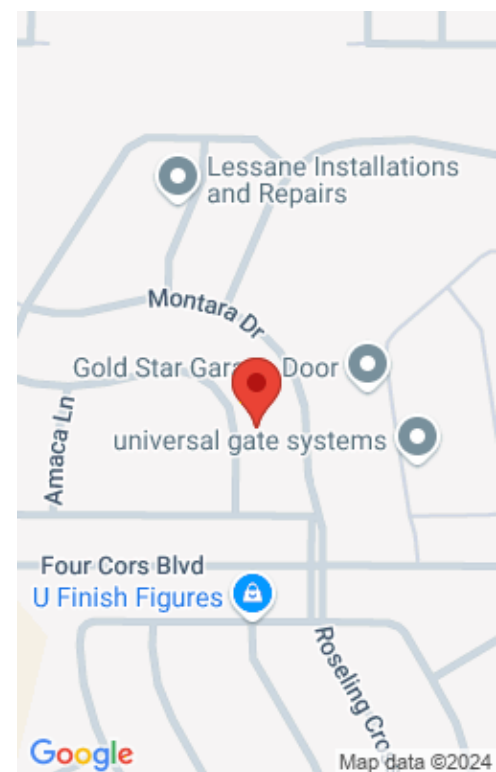 Lessane Installations
and Repairs
Montara Dr
Gold Star Garage Door
Amaca Ln
universal gate systems
Four Cors Blvd
U Finish Figures
Roseling Cro
Google
Map data ©2024